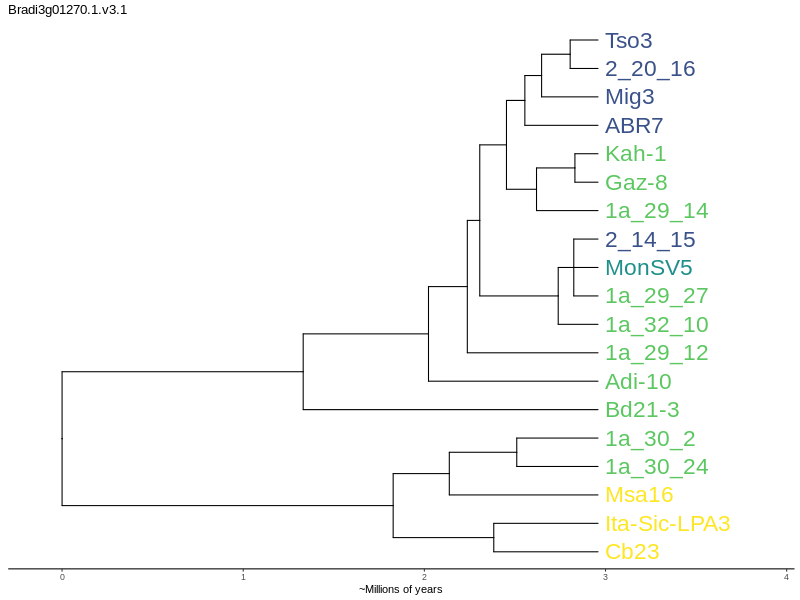 Bradi3g01270.1.v3.1
Tso3
2_20_16
Mig3
ABR7
Kah-1
Gaz-8
1a_29_14
2_14_15
MonSV5
1a_29_27
1a_32_10
1a_29_12
Adi-10
Bd21-3
1a_30_2
1a_30_24
Msa16
Ita-Sic-LPA3
Cb23
0 1 2 3 4
~Millions of years